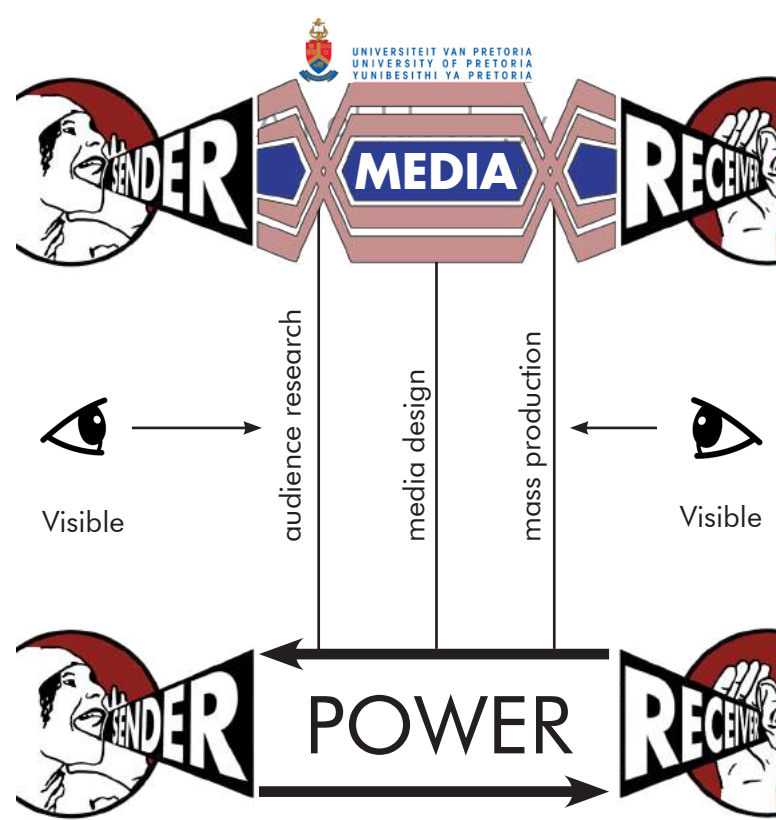 UNIVERSITEIT VAN PRETORIA
UNIVERSITY OF PRETORIA
YUNIBESITHI YA PRETORIA
SENDER
MEDIA
RECEIVER
audience research
media design
mass production
Visible
Visible
SENDER
POWER
RECEIVER